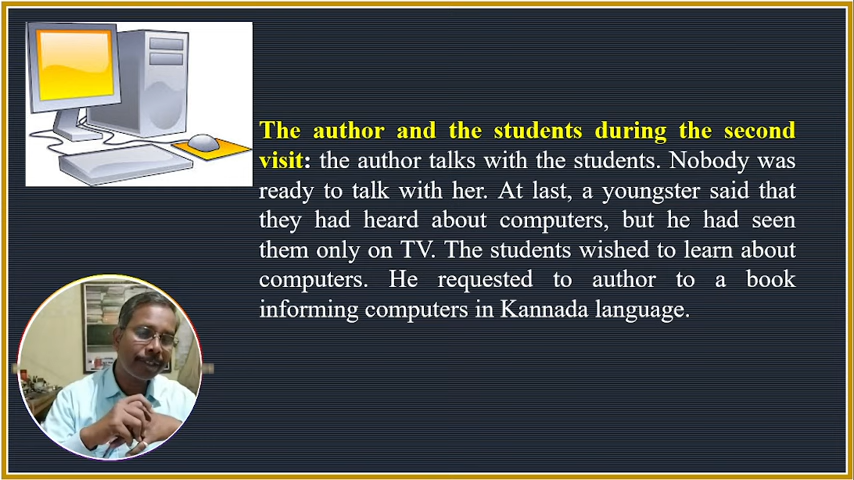 The author and the students during the second
visit: the author talks with the students. Nobody was
ready to talk with her. At last, a youngster said that
they had heard about computers, but he had seen
them only on TV. The students wished to learn about
computers. He requested to author to a book
informing computers in Kannada language.